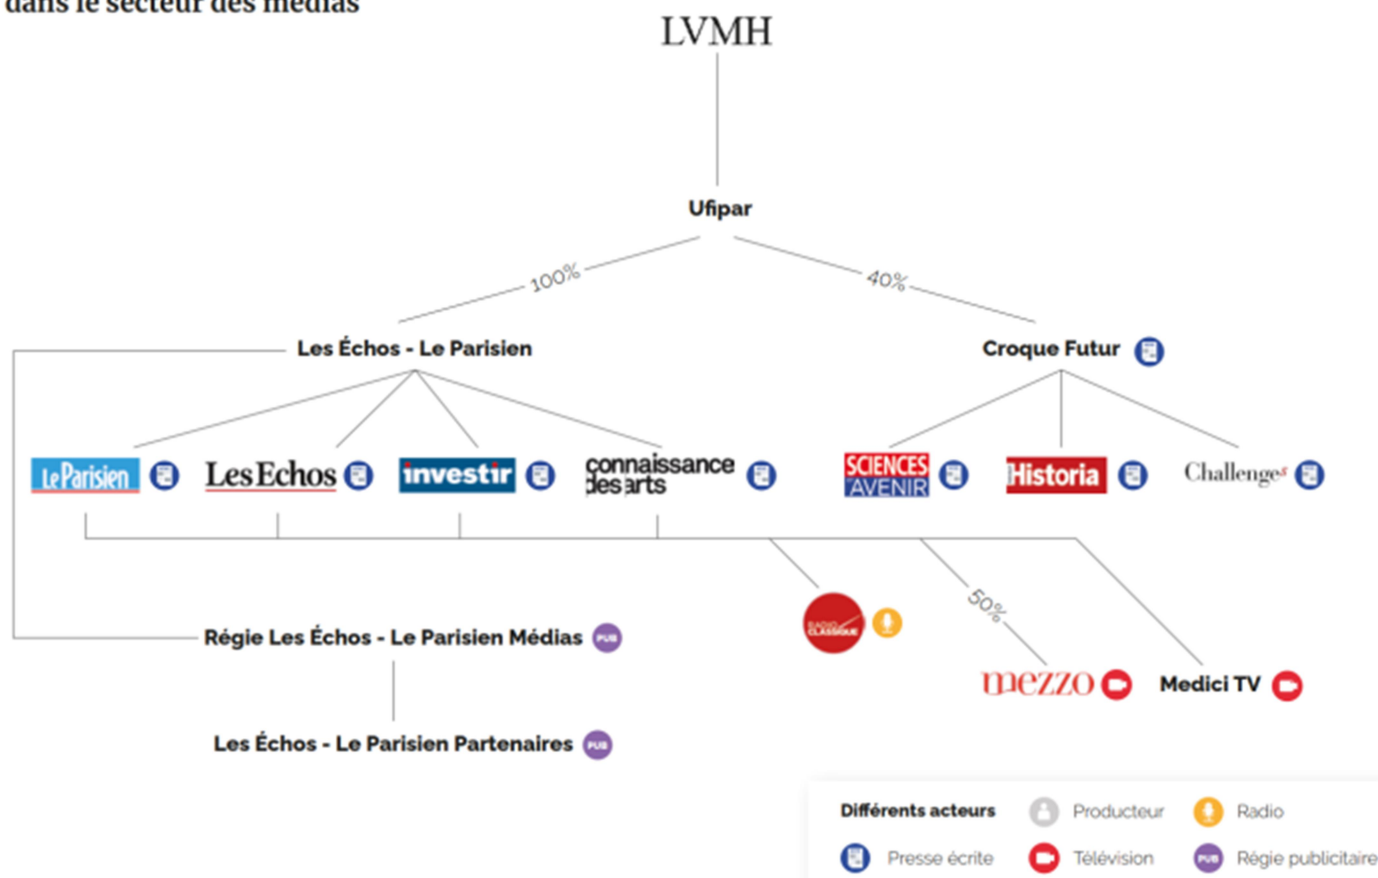 dans le secteur des médias
LVMH
Ufipar
100%
40%
Les Échos - Le Parisien
Croque Futur
Le Parisien
Les Echos
investir
connaissance
des arts
SCIENCES
AVENIR
Historia
Challenges
RADIO
CLASSIQUE
50%
Régie Les Échos - Le Parisien Médias
PUB
mezzo
Medici TV
Les Échos - Le Parisien Partenaires
PUB
Différents acteurs
Producteur
Radio
Presse écrite
Télévision
PUB
Régie publicitaire